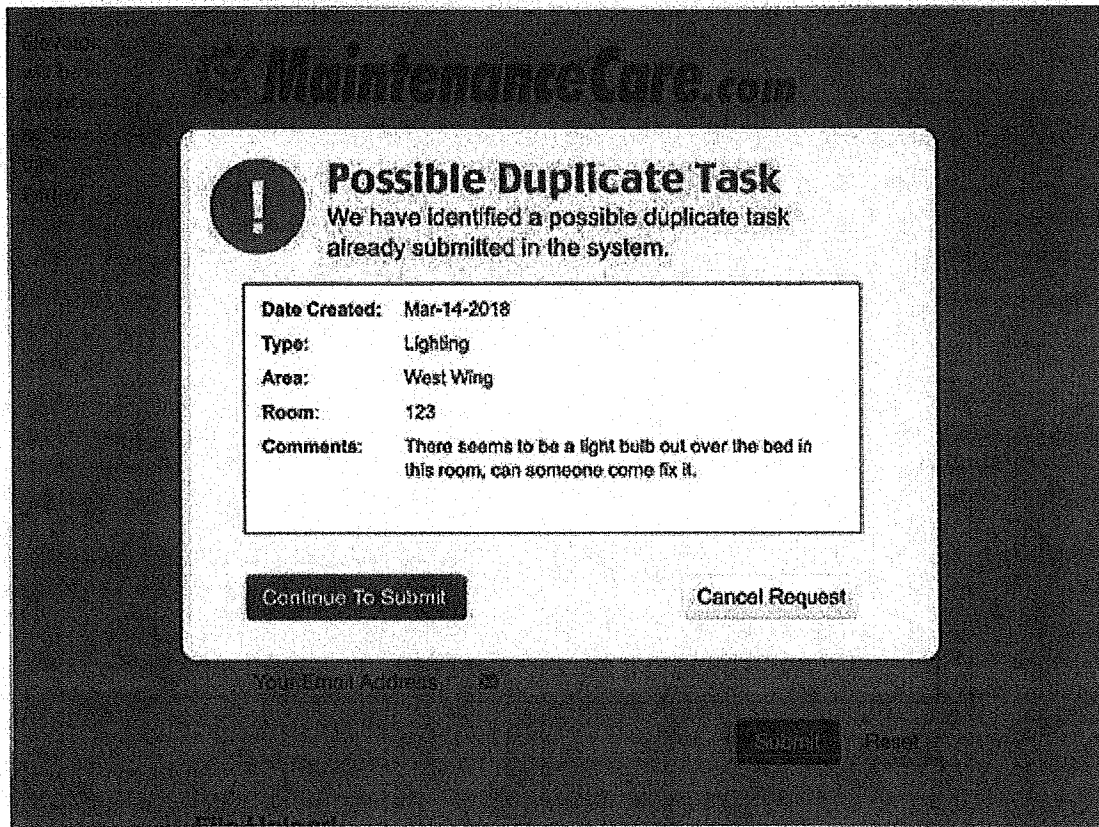 MaintenanceCare.com
!
Possible Duplicate Task
We have identified a possible duplicate task
already submitted in the system.
Date Created: Mar-14-2018
Type: Lighting
Area: West Wing
Room: 123
Comments: There seems to be a light bulb out over the bed in
this room, can someone come fix it.
Continue To Submit Cancel Request
Your Email Address
Submit Reset
File Upload